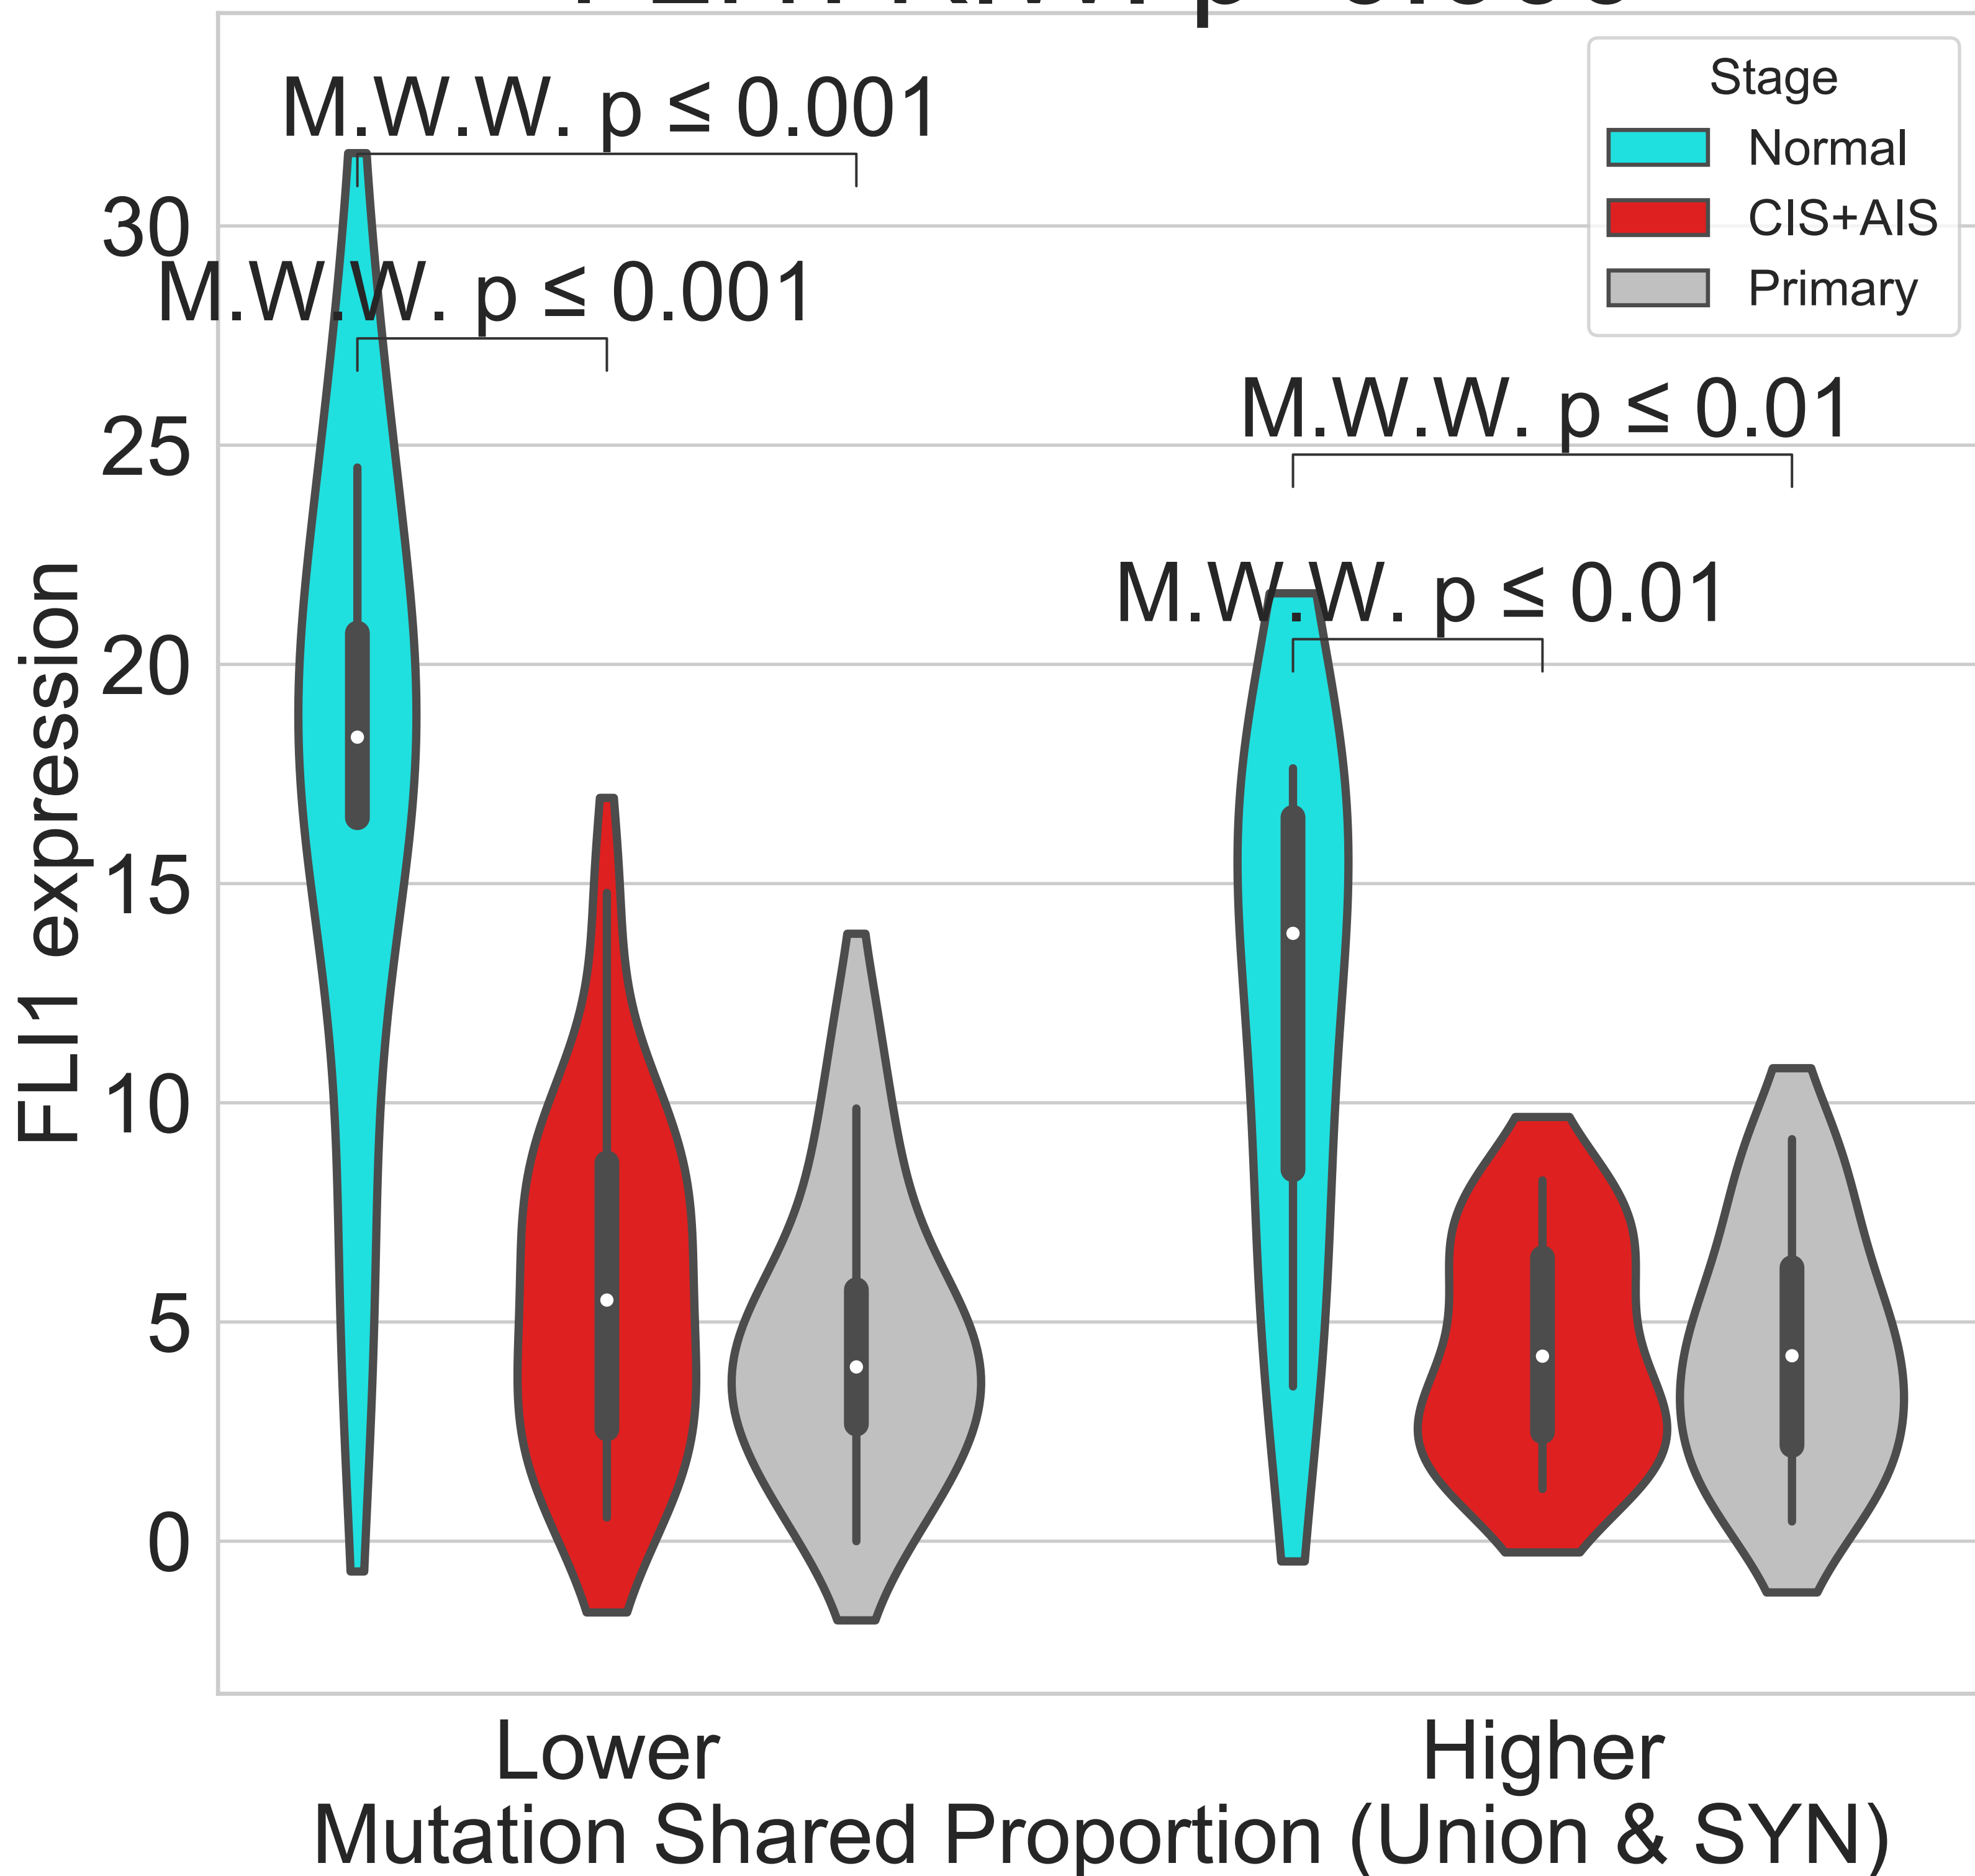 M.W.W. p ≤ 0.001
Stage
Normal
CIS+AIS
Primary
30
M.W.W. p ≤ 0.001
25
M.W.W. p ≤ 0.01
M.W.W. p ≤ 0.01
20
15
10
5
0
FLI1 expression
Lower
Higher
Mutation Shared Proportion (Union & SYN)